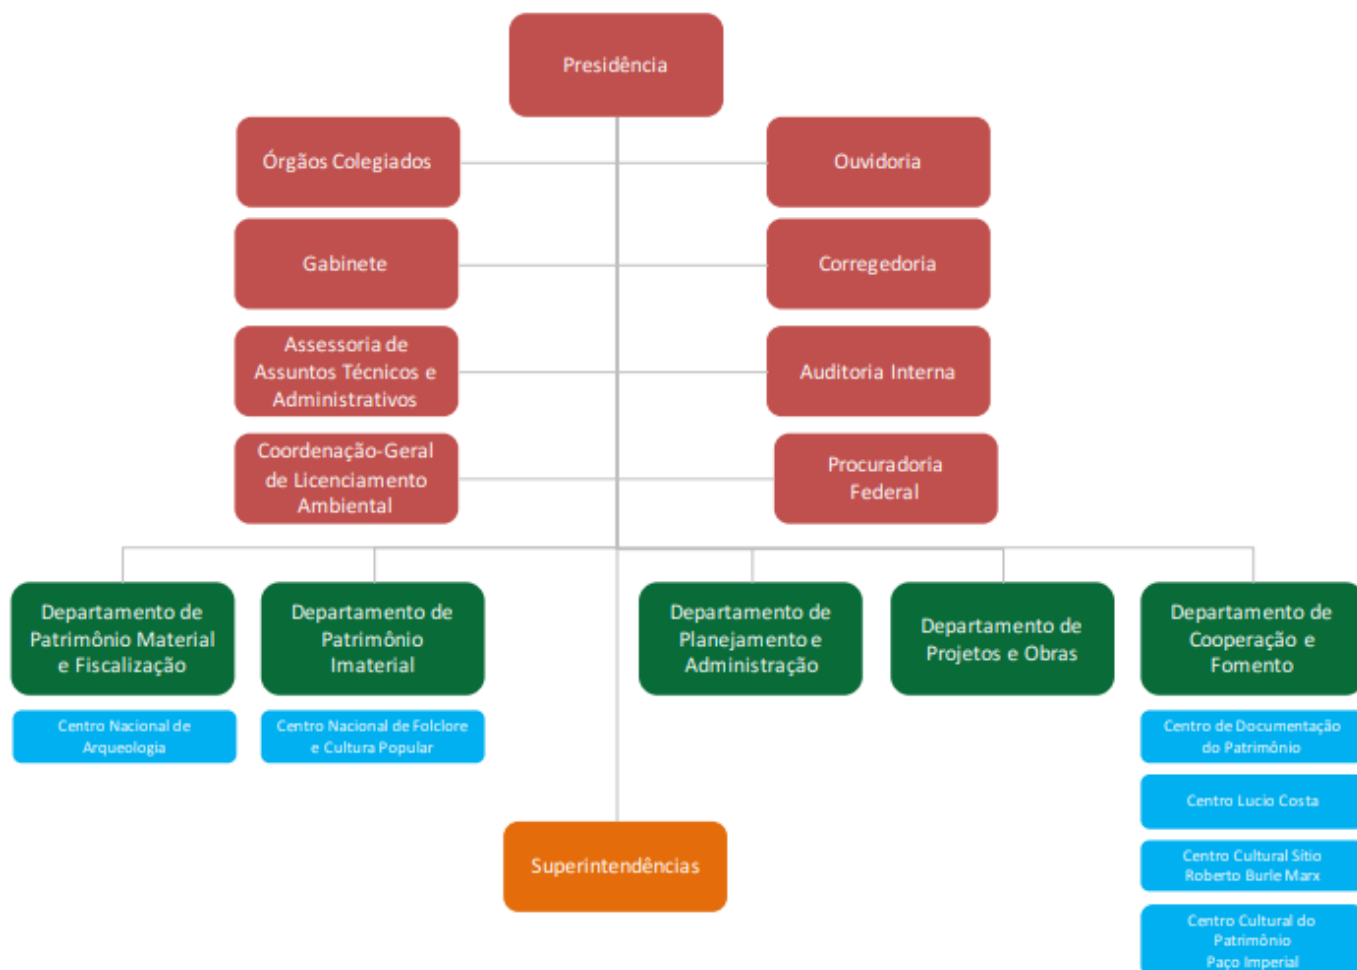 Presidência
Órgãos Colegiados
Ouvidoria
Gabinete
Corregedoria
Assessoria de
Assuntos Técnicos e
Administrativos
Auditoria Interna
Coordenação-Geral
de Licenciamento
Ambiental
Procuradoria
Federal
Departamento de
Patrimônio Material
e Fiscalização
Departamento de
Patrimônio
Imaterial
Departamento de
Planejamento e
Administração
Departamento de
Projetos e Obras
Departamento de
Cooperação e
Fomento
Centro Nacional de
Arqueologia
Centro Nacional de Folclore
e Cultura Popular
Centro de Documentação
do Patrimônio
Centro Lucio Costa
Centro Cultural Sítio
Roberto Burle Marx
Centro Cultural do
Patrimônio
Paço Imperial
Superintendências